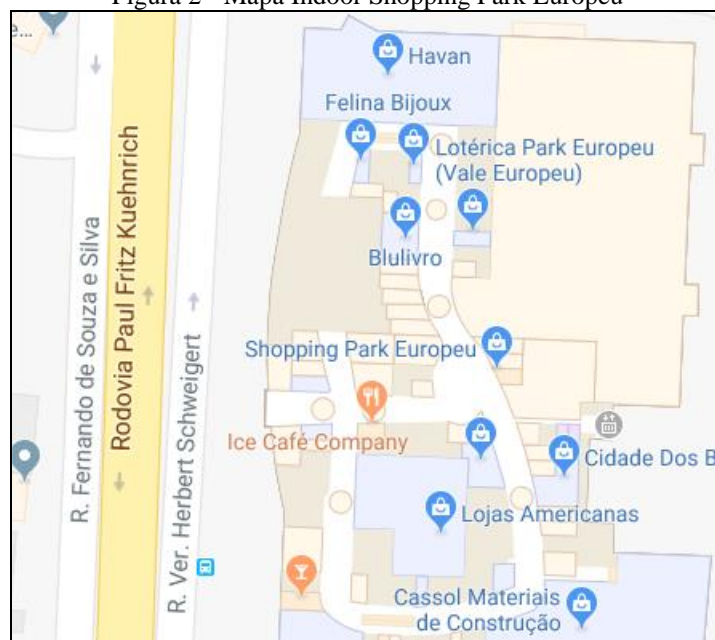 Figura 2 - Mapa Indoor Shopping Park Europeu
Havan
Felina Bijoux
Lotérica Park Europeu
(Vale Europeu)
Blulivro
Shopping Park Europeu
Ice Café Company
Cidade Dos B
Lojas Americanas
Cassol Materiais
de Construção
R. Fernando de Souza e Silva
Rodovia Paul Fritz Kuehnrich
R. Ver. Herbert Schweigert